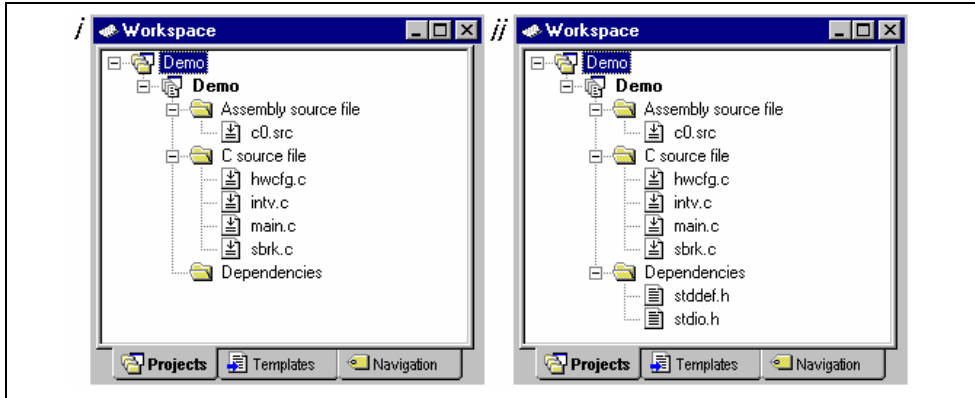 i
Workspace
Demo
Demo
Assembly source file
c0.src
C source file
hwcfg.c
intv.c
main.c
sbrk.c
Dependencies
Projects Templates Navigation
ii
Workspace
Demo
Demo
Assembly source file
c0.src
C source file
hwcfg.c
intv.c
main.c
sbrk.c
Dependencies
stddef.h
stdio.h
Projects Templates Navigation